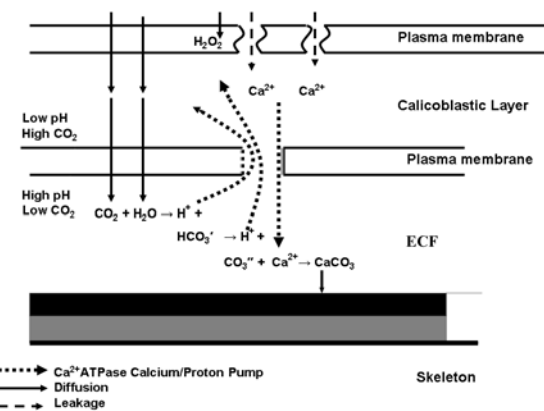 H₂O₂
Plasma membrane
Ca²⁺ Ca²⁺
Calicoblastic Layer
Low pH
High CO₂
Plasma membrane
High pH
Low CO₂
CO₂ + H₂O → H⁺ +
HCO₃′ → H⁺ +
ECF
CO₃″ + Ca²⁺ → CaCO₃
Ca²⁺ATPase Calcium/Proton Pump
Diffusion
Leakage
Skeleton